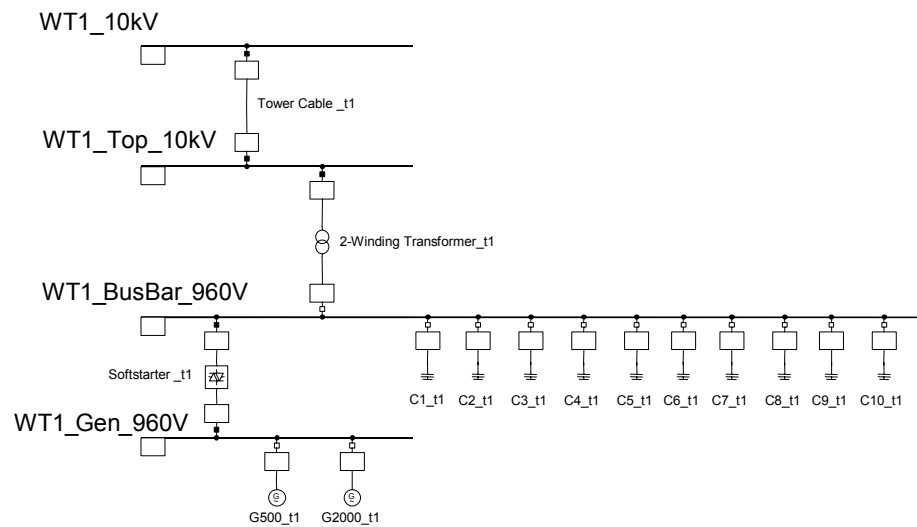 WT1_10kV
Tower Cable _t1
WT1_Top_10kV
2-Winding Transformer_t1
WT1_BusBar_960V
Softstarter _t1
C1_t1 C2_t1 C3_t1 C4_t1 C5_t1 C6_t1 C7_t1 C8_t1 C9_t1 C10_t1
WT1_Gen_960V
G G
G500_t1 G2000_t1